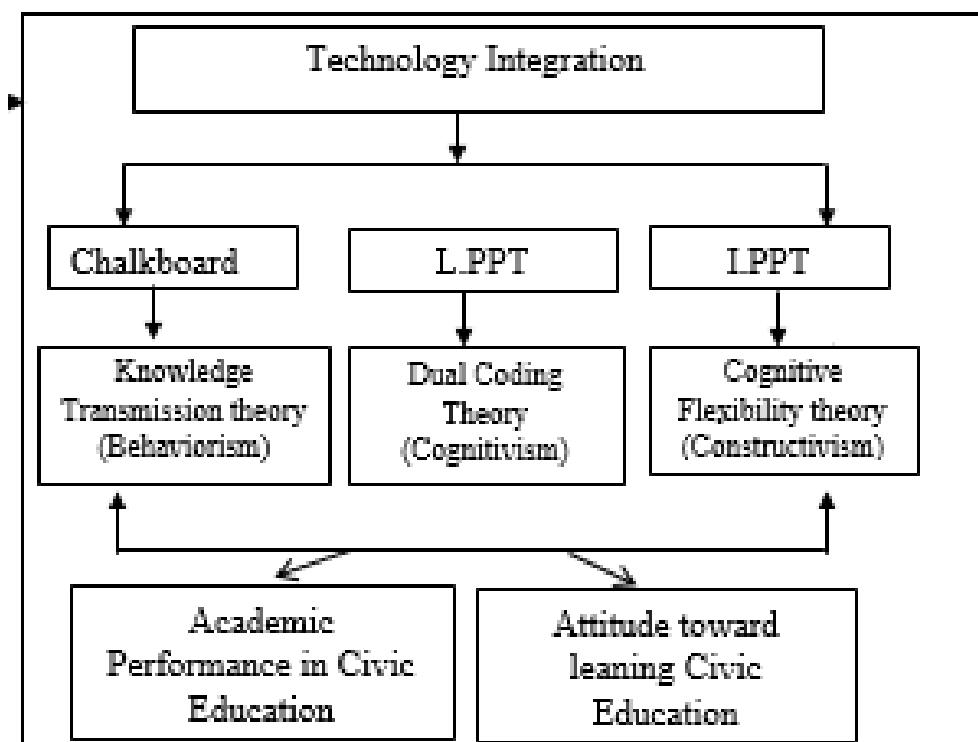 Technology Integration
Chalkboard
L.PPT
I.PPT
Knowledge
Transmission theory
(Behaviorism)
Dual Coding
Theory
(Cognitivism)
Cognitive
Flexibility theory
(Constructivism)
Academic
Performance in Civic
Education
Attitude toward
leaning Civic
Education